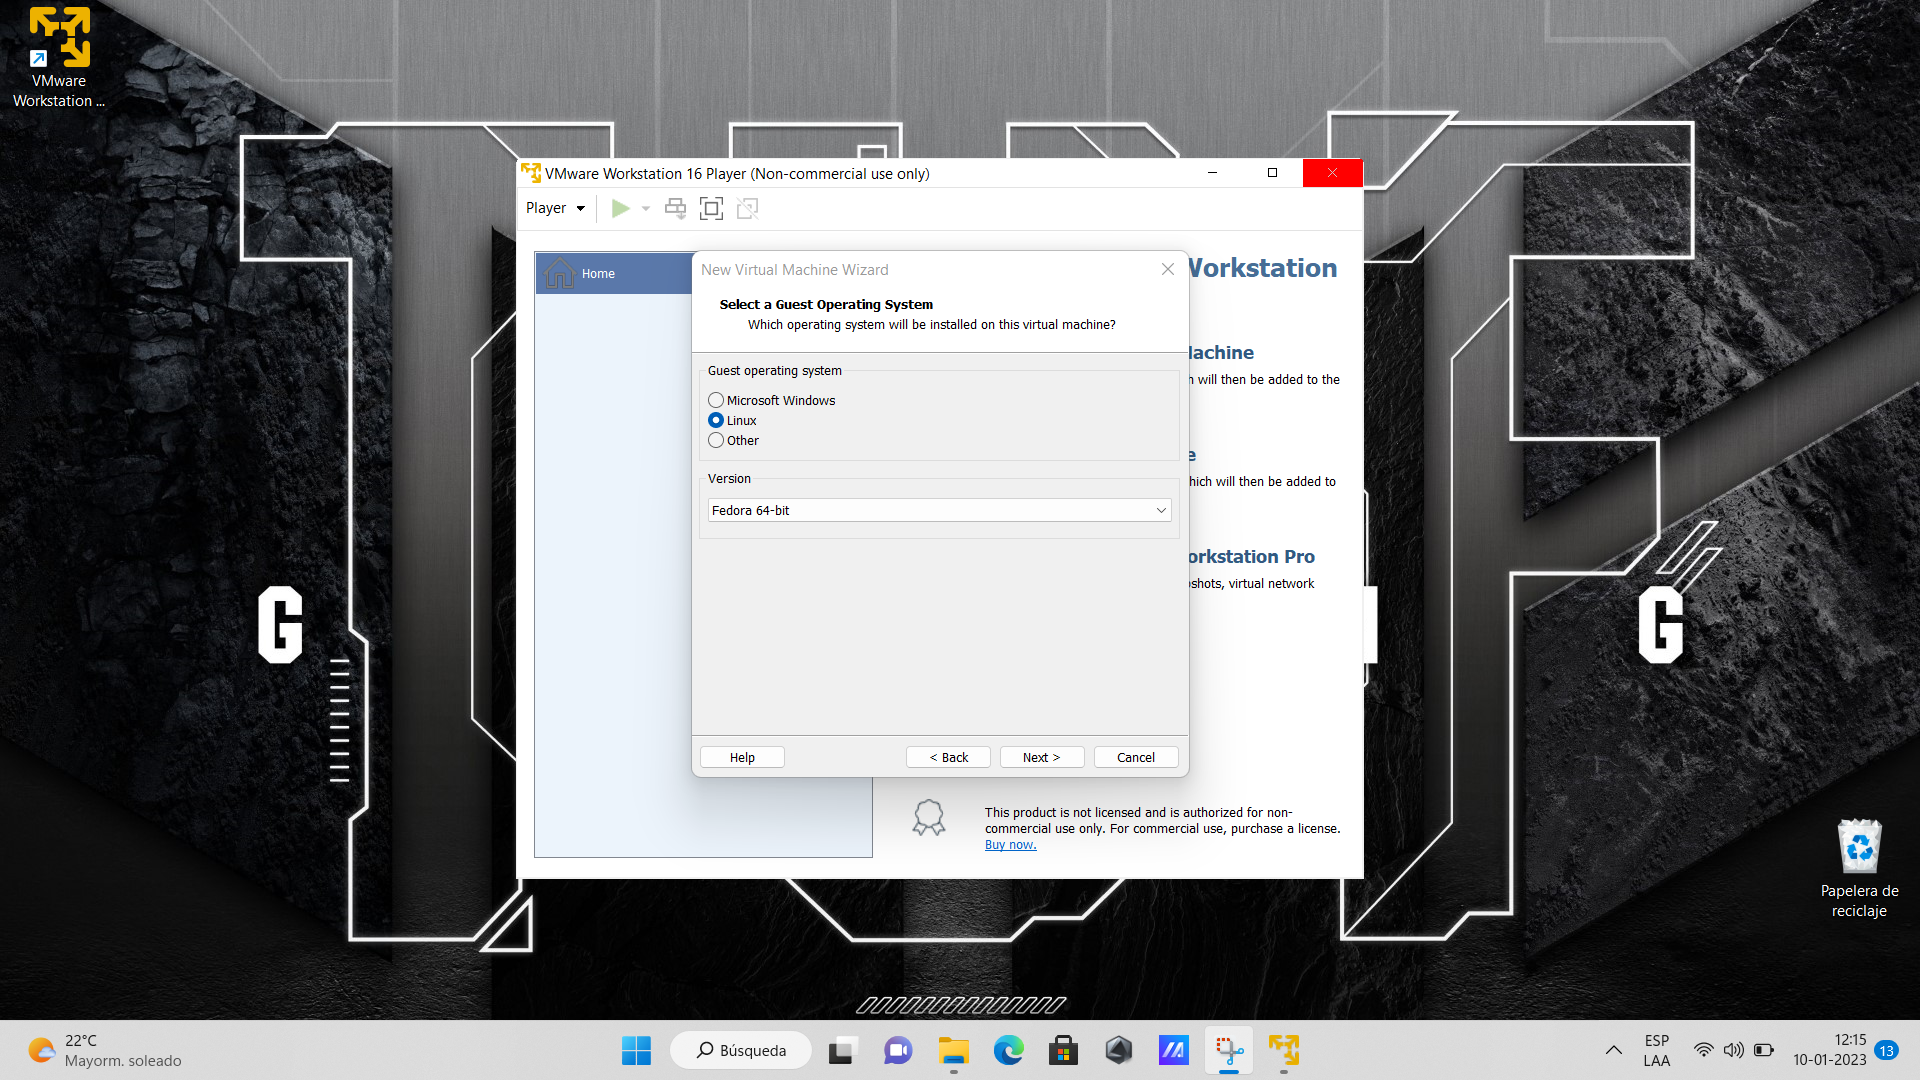 VMware
Workstation ...
VMware Workstation 16 Player (Non-commercial use only)
Player
Home
New Virtual Machine Wizard
Select a Guest Operating System
Which operating system will be installed on this virtual machine?
Guest operating system
Microsoft Windows
Linux
Other
Version
Fedora 64-bit
Help
< Back
Next >
Cancel
Workstation
Machine
h will then be added to the
e
hich will then be added to
orkstation Pro
shots, virtual network
This product is not licensed and is authorized for non-
commercial use only. For commercial use, purchase a license.
Buy now.
G
G
Papelera de
reciclaje
22°C
Mayorm. soleado
Búsqueda
ESP
LAA
12:15
10-01-2023
13